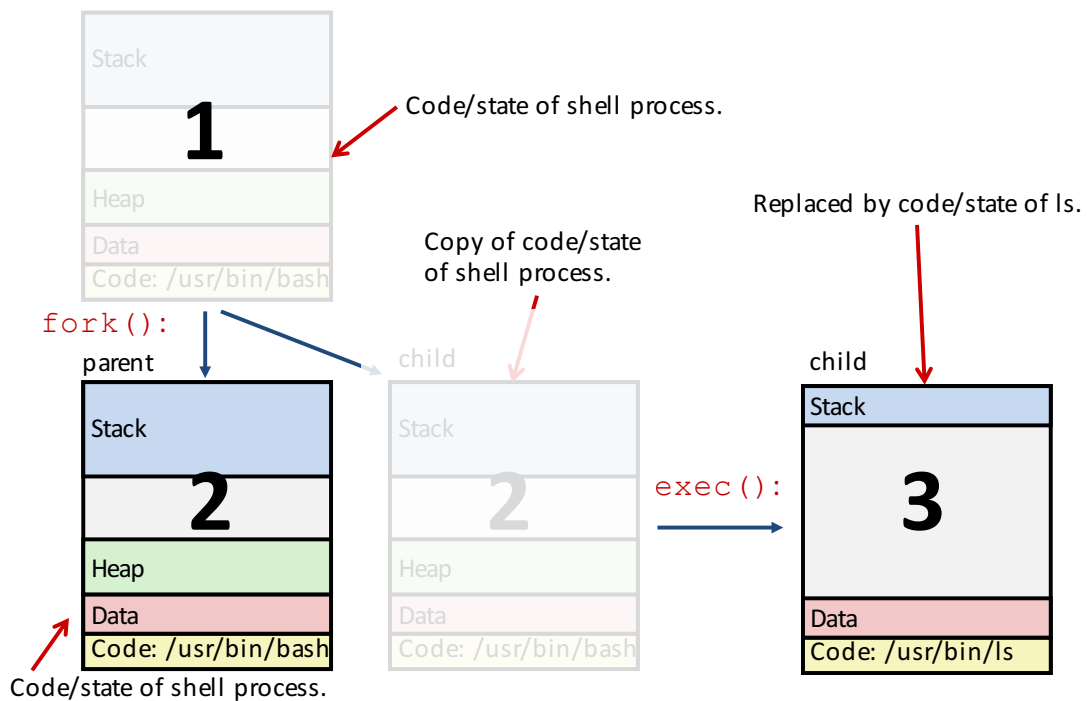 Stack
1
Code/state of shell process.
Heap
Data
Code: /usr/bin/bash
Replaced by code/state of ls.
Copy of code/state
of shell process.
fork():
parent
child
child
Stack
2
Heap
Data
Code: /usr/bin/bash
Stack
2
Heap
Data
Code: /usr/bin/bash
exec():
Stack
3
Data
Code: /usr/bin/ls
Code/state of shell process.